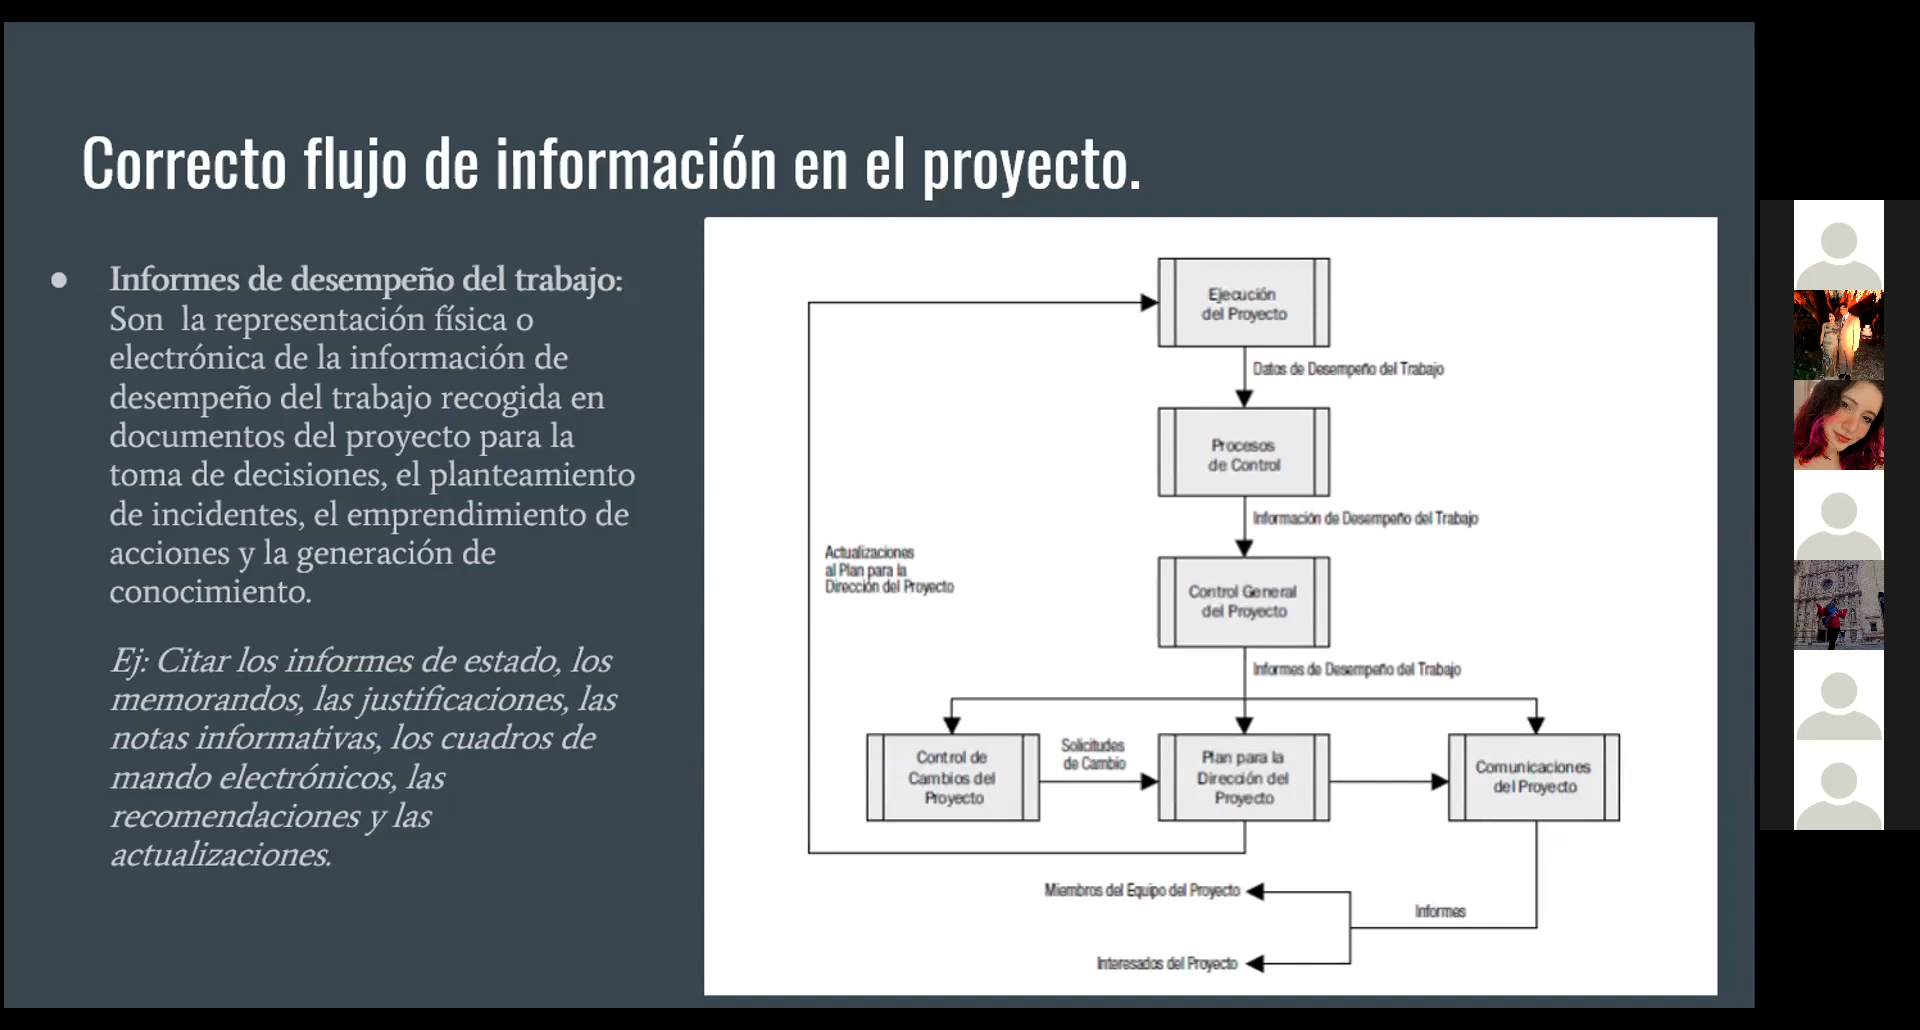 Correcto flujo de información en el proyecto.
● Informes de desempeño del trabajo:
Son la representación física o
electrónica de la información de
desempeño del trabajo recogida en
documentos del proyecto para la
toma de decisiones, el planteamiento
de incidentes, el emprendimiento de
acciones y la generación de
conocimiento.
Ej: Citar los informes de estado, los
memorandos, las justificaciones, las
notas informativas, los cuadros de
mando electrónicos, las
recomendaciones y las
actualizaciones.
Ejecución
del Proyecto
Datos de Desempeño del Trabajo
Procesos
de Control
Información de Desempeño del Trabajo
Actualizaciones
al Plan para la
Dirección del Proyecto
Control General
del Proyecto
Informes de Desempeño del Trabajo
Control de
Cambios del
Proyecto
Solicitudes
de Cambio
Plan para la
Dirección del
Proyecto
Comunicaciones
del Proyecto
Miembros del Equipo del Proyecto
Informes
Interesados del Proyecto